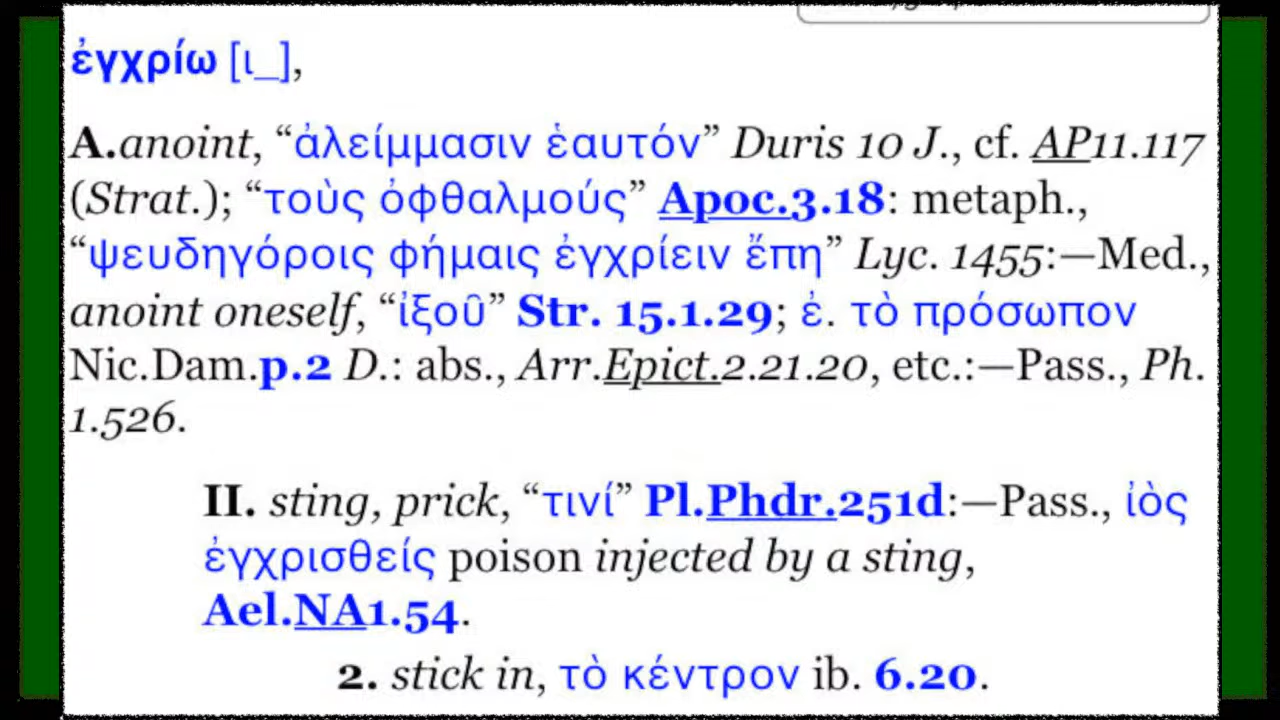 ἐγχρίω [ι_],
A.anoint, “ἀλείμμασιν ἑαυτόν” Duris 10 J., cf. AP11.117
(Strat.); “τοὺς ὀφθαλμούς” Apoc.3.18: metaph.,
“ψευδηγόροις φήμαις ἐγχρίειν ἔπη” Lyc. 1455:—Med.,
anoint oneself, “ἰξοῦ” Str. 15.1.29; ἐ. τὸ πρόσωπον
Nic.Dam.p.2 D.: abs., Arr.Epict.2.21.20, etc.:—Pass., Ph.
1.526.
II. sting, prick, “τινί” Pl.Phdr.251d:—Pass., ἰὸς
ἐγχρισθείς poison injected by a sting,
Ael.NA1.54.
2. stick in, τὸ κέντρον ib. 6.20.